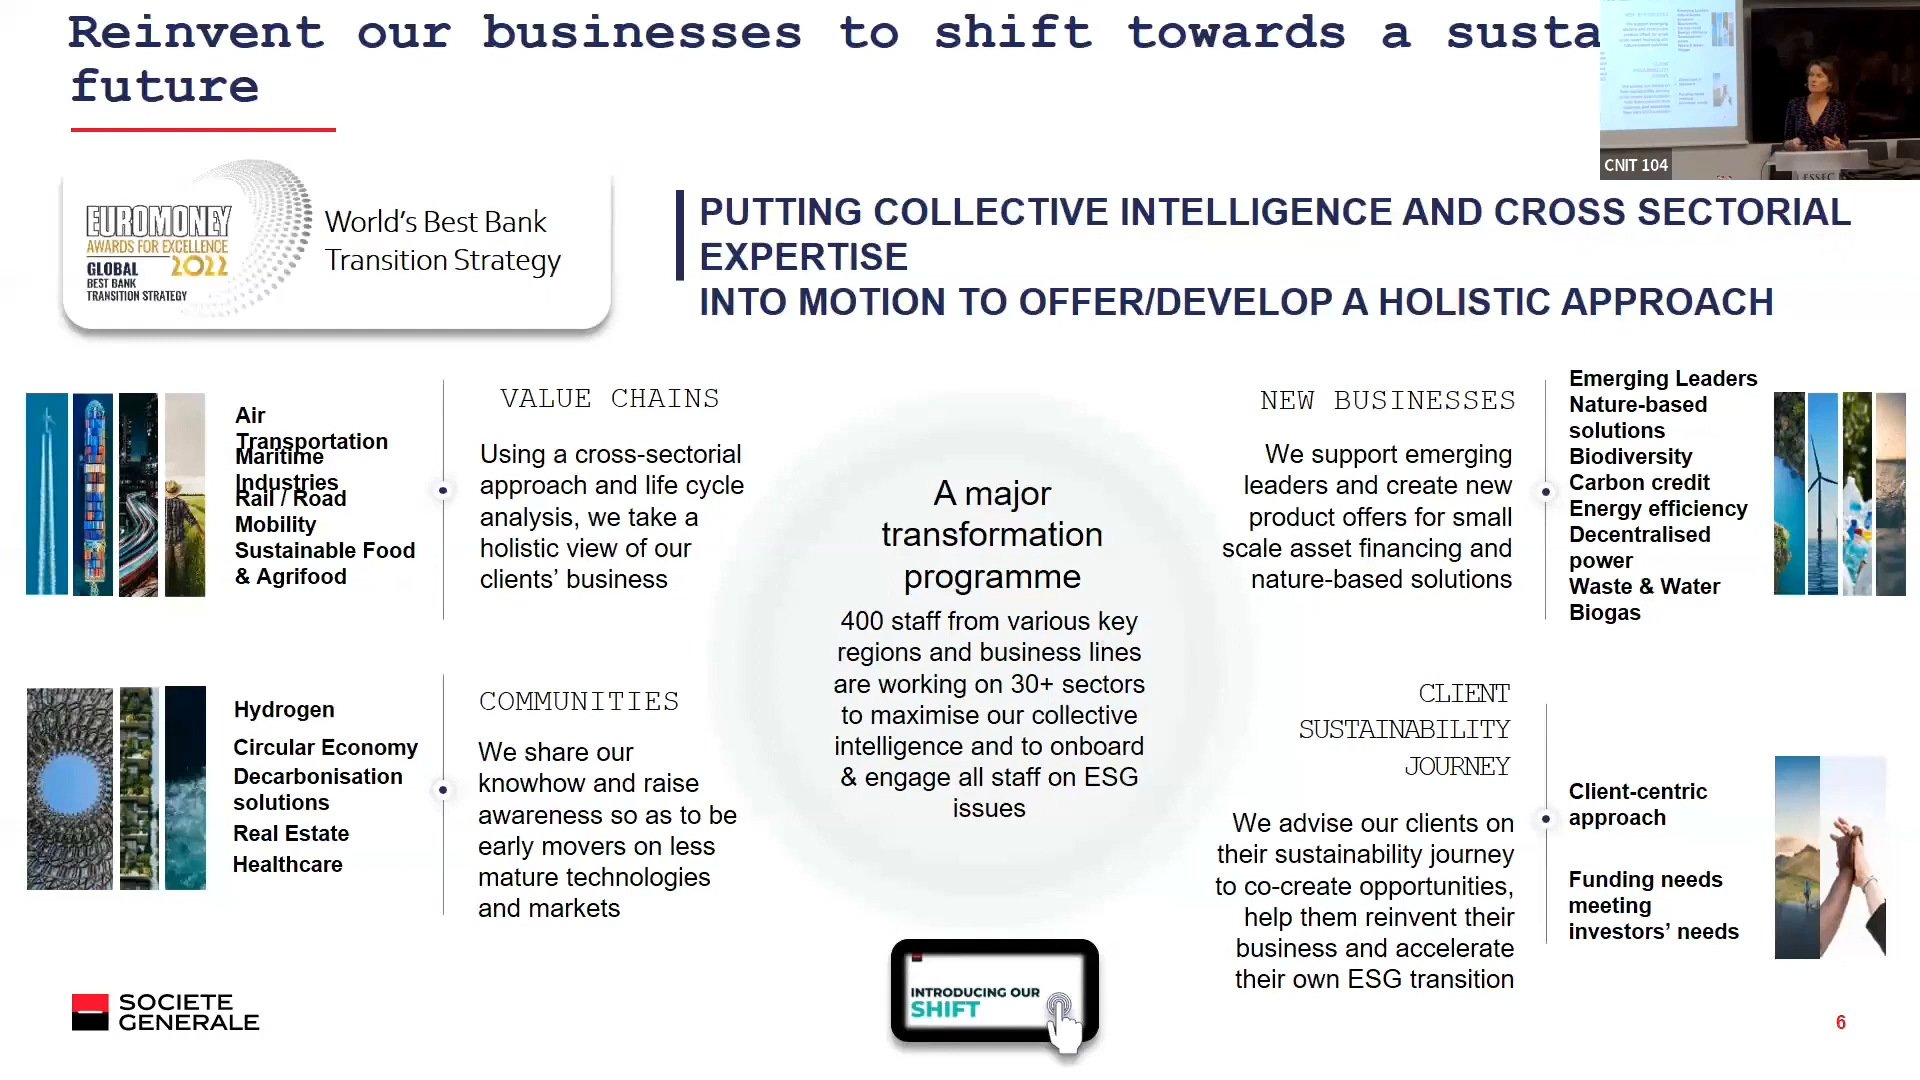 Reinvent our businesses to shift towards a susta
future
CNIT 104
ESSEC
EUROMONEY
AWARDS FOR EXCELLENCE
2022
GLOBAL
BEST BANK
TRANSITION STRATEGY
World's Best Bank
Transition Strategy
PUTTING COLLECTIVE INTELLIGENCE AND CROSS SECTORIAL
EXPERTISE
INTO MOTION TO OFFER/DEVELOP A HOLISTIC APPROACH
Air
Transportation
Maritime
Industries
Rail / Road
Mobility
Sustainable Food
& Agrifood
VALUE CHAINS
Using a cross-sectorial
approach and life cycle
analysis, we take a
holistic view of our
clients' business
Hydrogen
Circular Economy
Decarbonisation
solutions
Real Estate
Healthcare
COMMUNITIES
We share our
knowhow and raise
awareness so as to be
early movers on less
mature technologies
and markets
A major
transformation
programme
400 staff from various key
regions and business lines
are working on 30+ sectors
to maximise our collective
intelligence and to onboard
& engage all staff on ESG
issues
INTRODUCING OUR
SHIFT
NEW BUSINESSES
We support emerging
leaders and create new
product offers for small
scale asset financing and
nature-based solutions
Emerging Leaders
Nature-based
solutions
Biodiversity
Carbon credit
Energy efficiency
Decentralised
power
Waste & Water
Biogas
CLIENT
SUSTAINABILITY
JOURNEY
We advise our clients on
their sustainability journey
to co-create opportunities,
help them reinvent their
business and accelerate
their own ESG transition
Client-centric
approach
Funding needs
meeting
investors' needs
SOCIETE
GENERALE
6